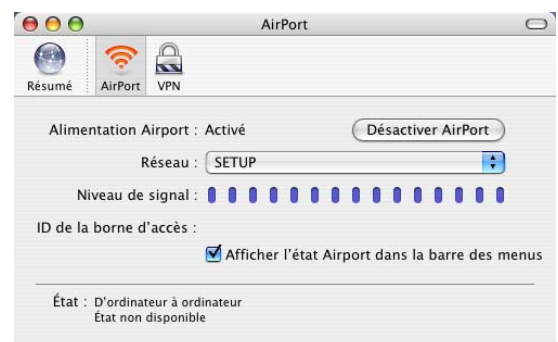 AirPort
Résumé
AirPort
VPN
Alimentation Airport : Activé
Désactiver AirPort
Réseau : SETUP
Niveau de signal :
ID de la borne d'accès :
Afficher l'état Airport dans la barre des menus
État : D'ordinateur à ordinateur
État non disponible